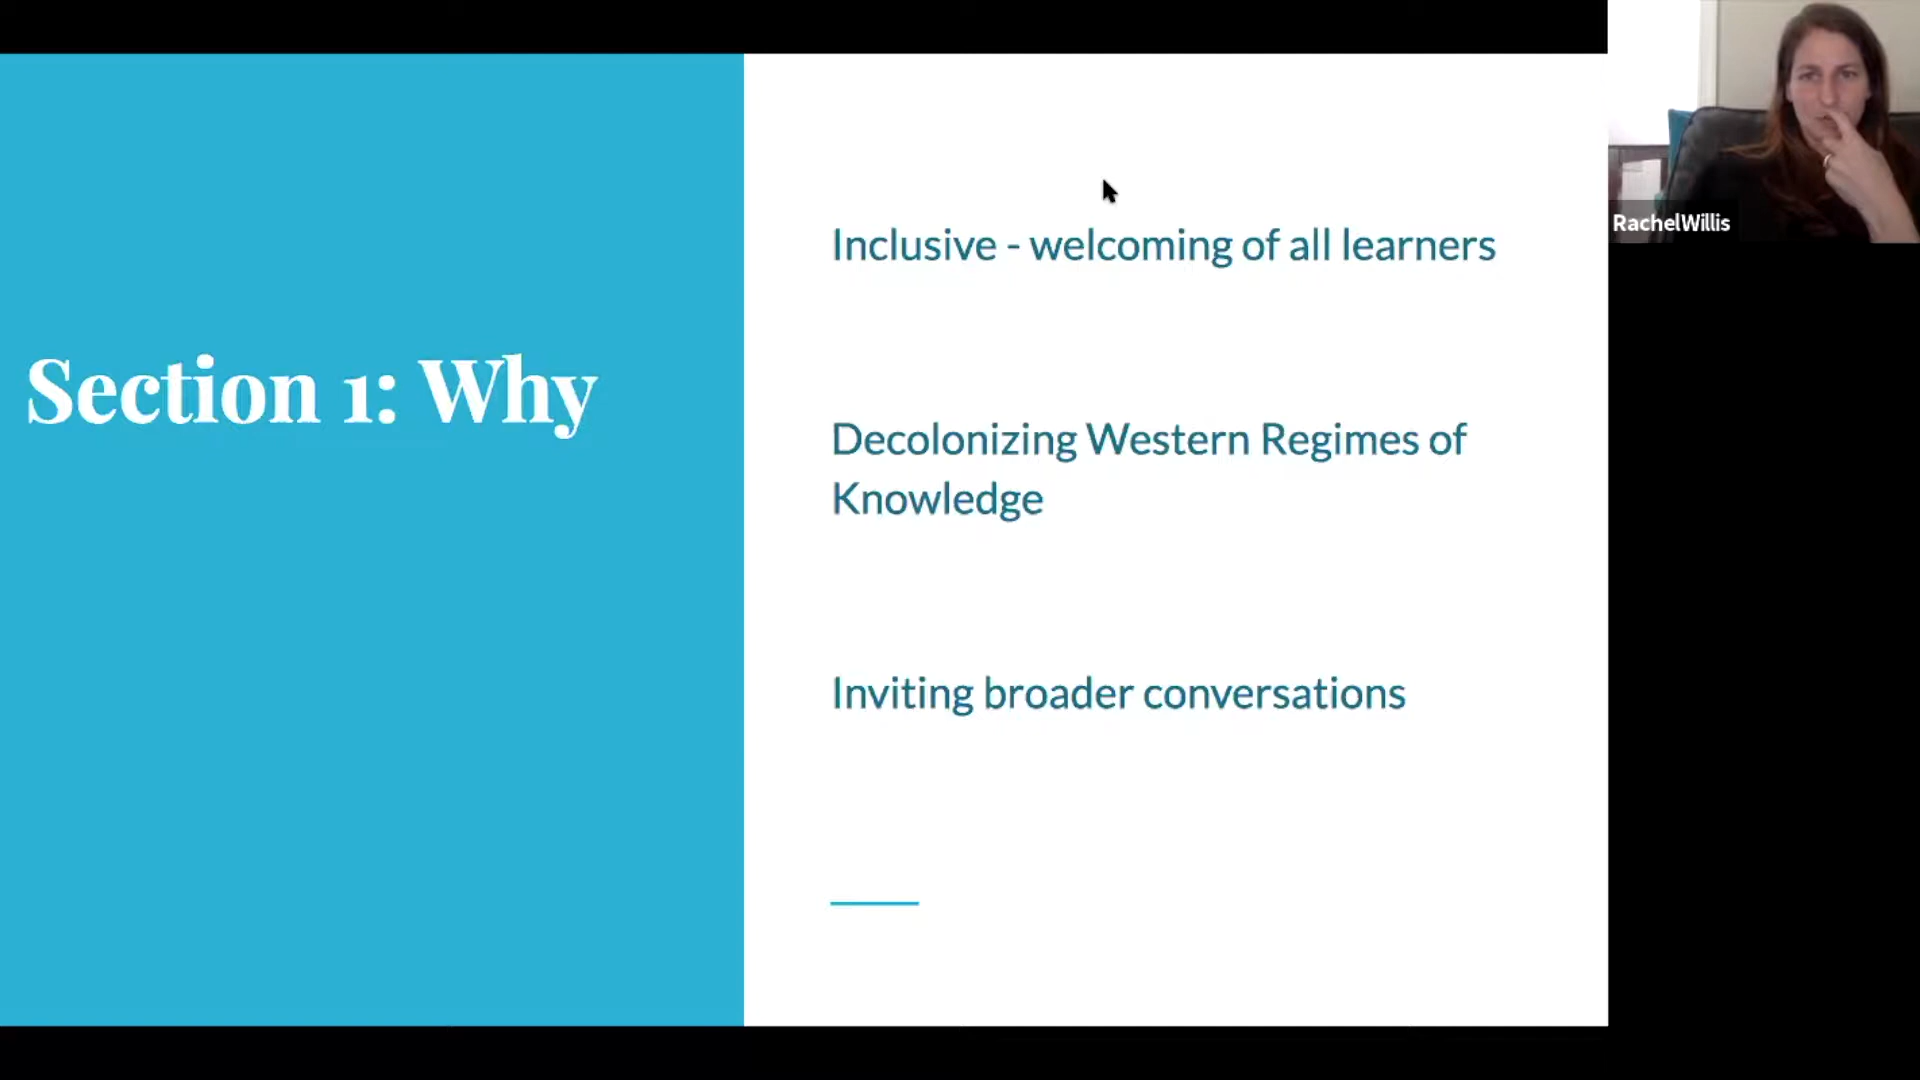 Section 1: Why
Inclusive - welcoming of all learners
Decolonizing Western Regimes of
Knowledge
Inviting broader conversations
RachelWillis